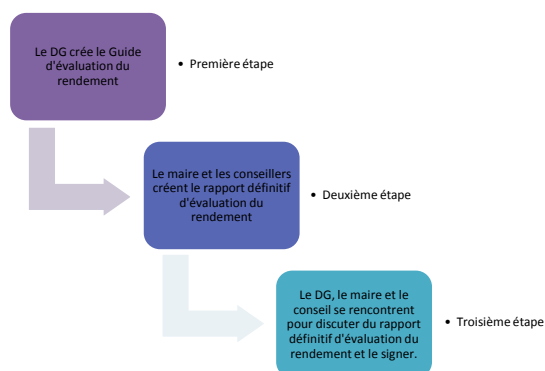 Le DG crée le Guide
d'évaluation du
rendement
• Première étape
Le maire et les conseillers
créent le rapport définitif
d'évaluation du
rendement
• Deuxième étape
Le DG, le maire et le
conseil se rencontrent
pour discuter du rapport
définitif d'évaluation du
rendement et le signer.
• Troisième étape